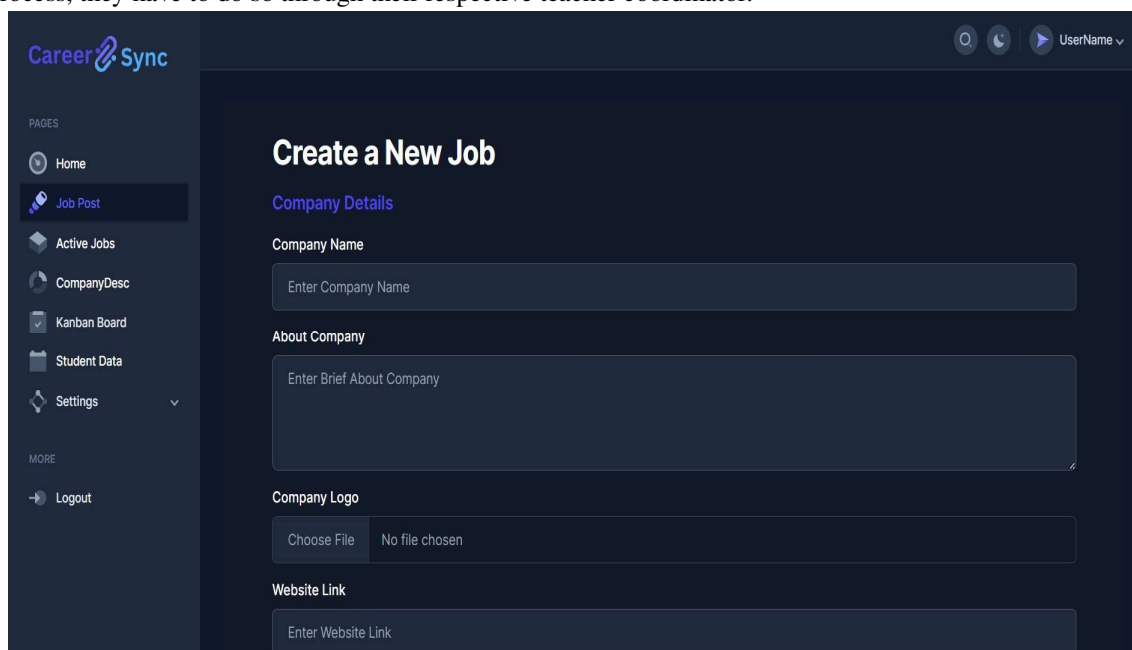 process, they have to do so through their respective teacher coordinator.
Career Sync
UserName
PAGES
Home
Job Post
Active Jobs
CompanyDesc
Kanban Board
Student Data
Settings
MORE
Logout
Create a New Job
Company Details
Company Name
Enter Company Name
About Company
Enter Brief About Company
Company Logo
Choose File No file chosen
Website Link
Enter Website Link